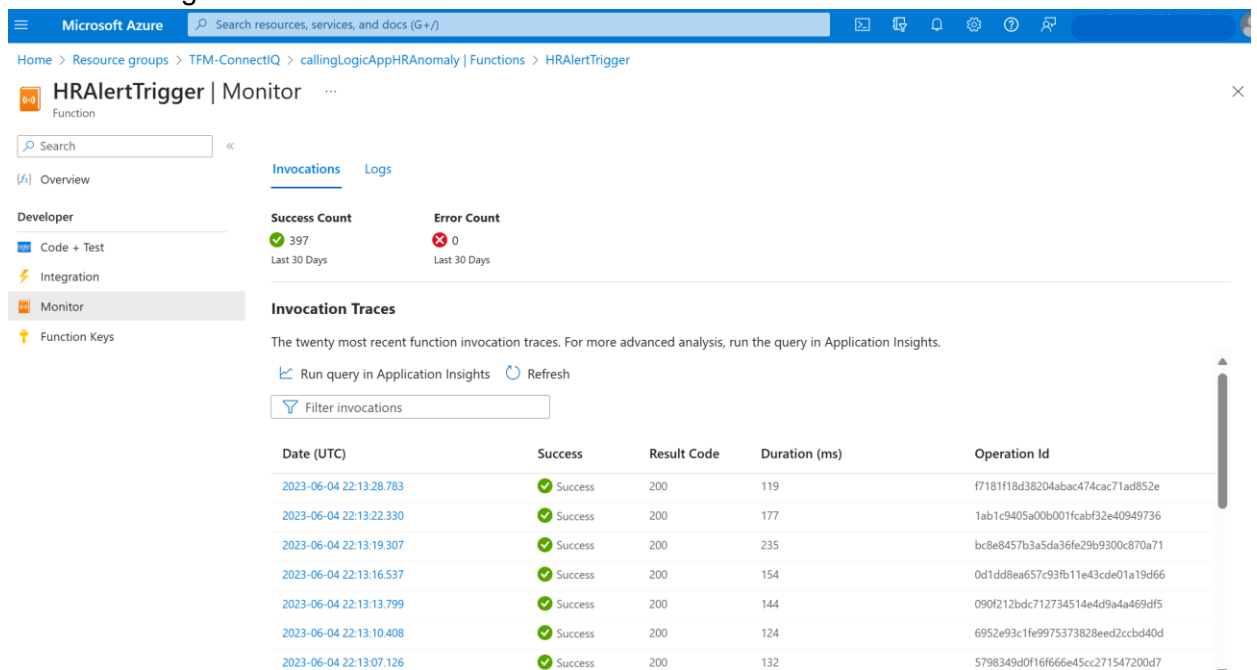 Microsoft Azure
Search resources, services, and docs (G+/)
Home > Resource groups > TFM-ConnectIQ > callingLogicAppHRAnomaly | Functions > HRAlertTrigger
HRAlertTrigger | Monitor ...
Function
Search
«
Overview
Developer
Code + Test
Integration
Monitor
Function Keys
Invocations Logs
Success Count Error Count
397 0
Last 30 Days Last 30 Days
Invocation Traces
The twenty most recent function invocation traces. For more advanced analysis, run the query in Application Insights.
Run query in Application Insights Refresh
Filter invocations
Date (UTC) Success Result Code Duration (ms) Operation Id
2023-06-04 22:13:28.783 Success 200 119 f7181f18d38204abac474cac71ad852e
2023-06-04 22:13:22.330 Success 200 177 1ab1c9405a00b001fcabf32e40949736
2023-06-04 22:13:19.307 Success 200 235 bc8e8457b3a5da36fe29b9300c870a71
2023-06-04 22:13:16.537 Success 200 154 0d1dd8ea657c93fb11e43cde01a19d66
2023-06-04 22:13:13.799 Success 200 144 090f212bdc712734514e4d9a4a469df5
2023-06-04 22:13:10.408 Success 200 124 6952e93c1fe9975373828eed2ccbd40d
2023-06-04 22:13:07.126 Success 200 132 5798349d0f16f666e45cc271547200d7